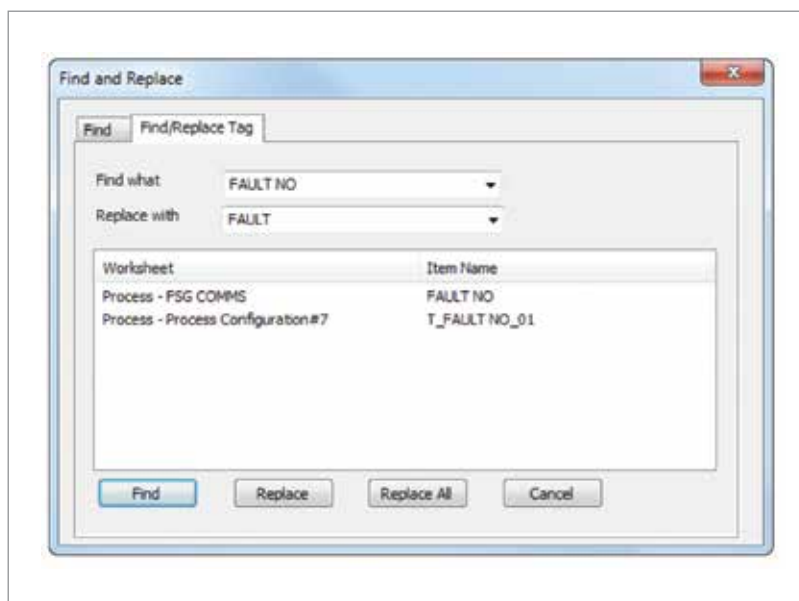 Find and Replace
x
Find Find/Replace Tag
Find what FAULT NO
Replace with FAULT
Worksheet Item Name
Process - FSG COMMS FAULT NO
Process - Process Configuration#7 T_FAULT NO_01
Find Replace Replace All Cancel